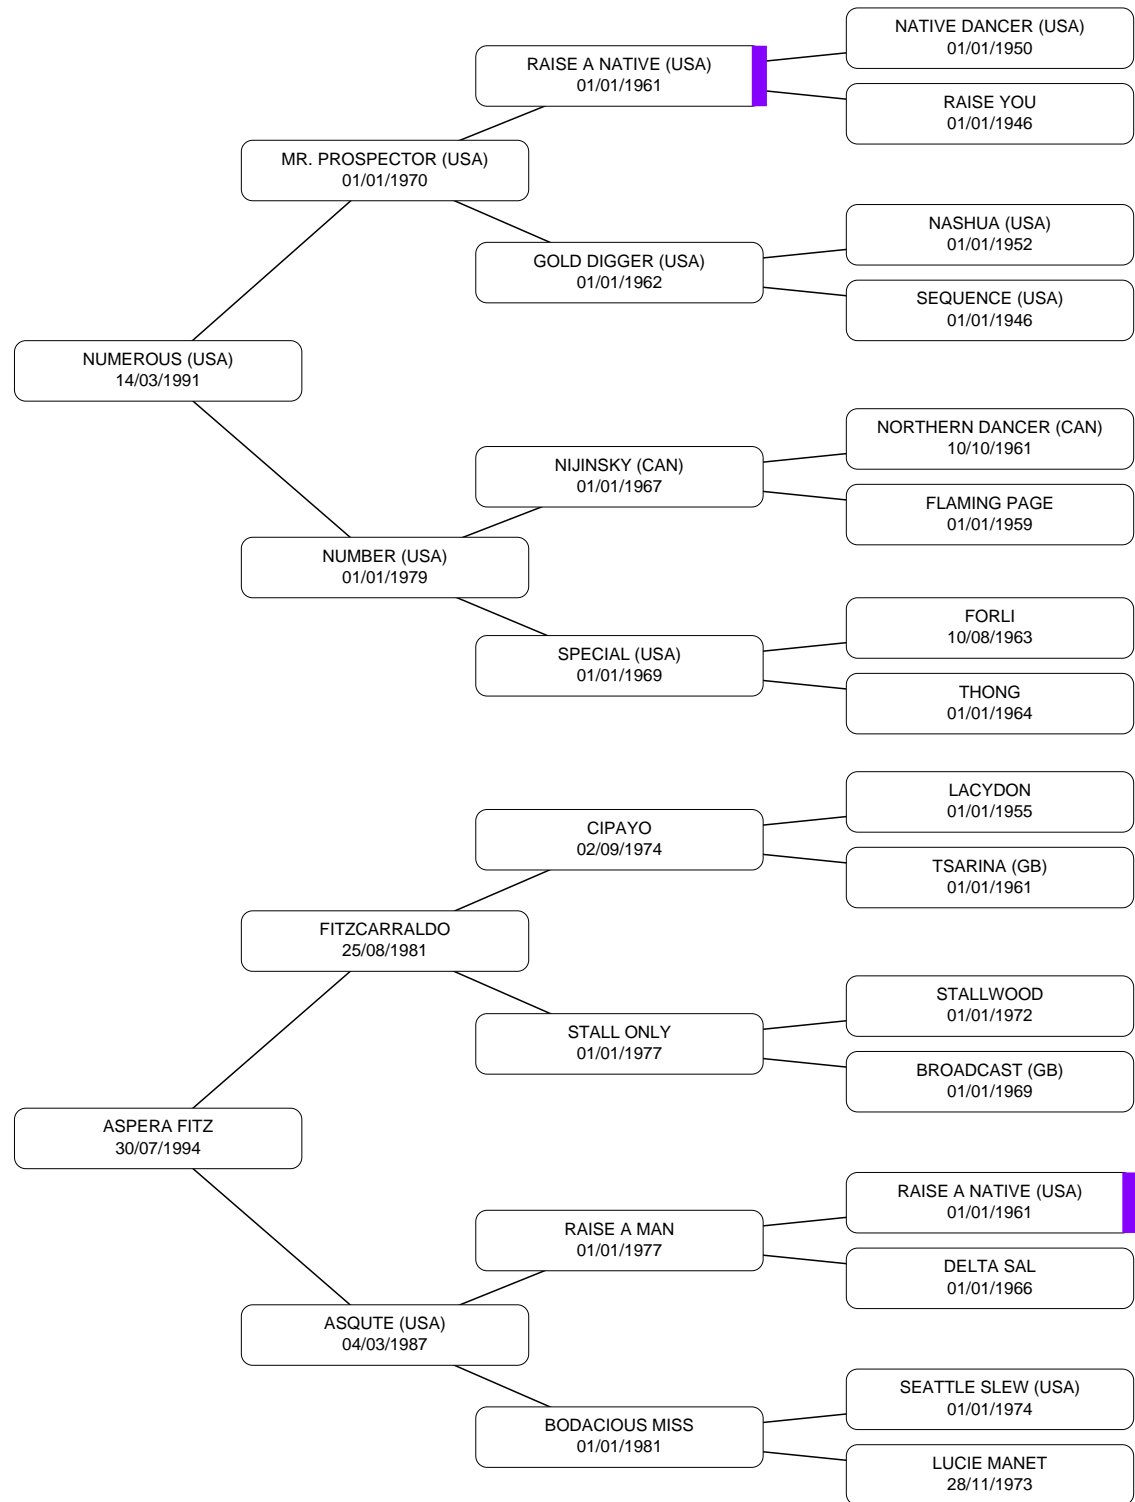 NATIVE DANCER (USA)
01/01/1950
RAISE A NATIVE (USA)
01/01/1961
RAISE YOU
01/01/1946
MR. PROSPECTOR (USA)
01/01/1970
NASHUA (USA)
01/01/1952
GOLD DIGGER (USA)
01/01/1962
SEQUENCE (USA)
01/01/1946
NUMEROUS (USA)
14/03/1991
NORTHERN DANCER (CAN)
10/10/1961
NIJINSKY (CAN)
01/01/1967
FLAMING PAGE
01/01/1959
NUMBER (USA)
01/01/1979
FORLI
10/08/1963
SPECIAL (USA)
01/01/1969
THONG
01/01/1964
LACYDON
01/01/1955
CIPAYO
02/09/1974
TSARINA (GB)
01/01/1961
FITZCARRALDO
25/08/1981
STALLWOOD
01/01/1972
STALL ONLY
01/01/1977
BROADCAST (GB)
01/01/1969
ASPERA FITZ
30/07/1994
RAISE A NATIVE (USA)
01/01/1961
RAISE A MAN
01/01/1977
DELTA SAL
01/01/1966
ASQUTE (USA)
04/03/1987
SEATTLE SLEW (USA)
01/01/1974
BODACIOUS MISS
01/01/1981
LUCIE MANET
28/11/1973